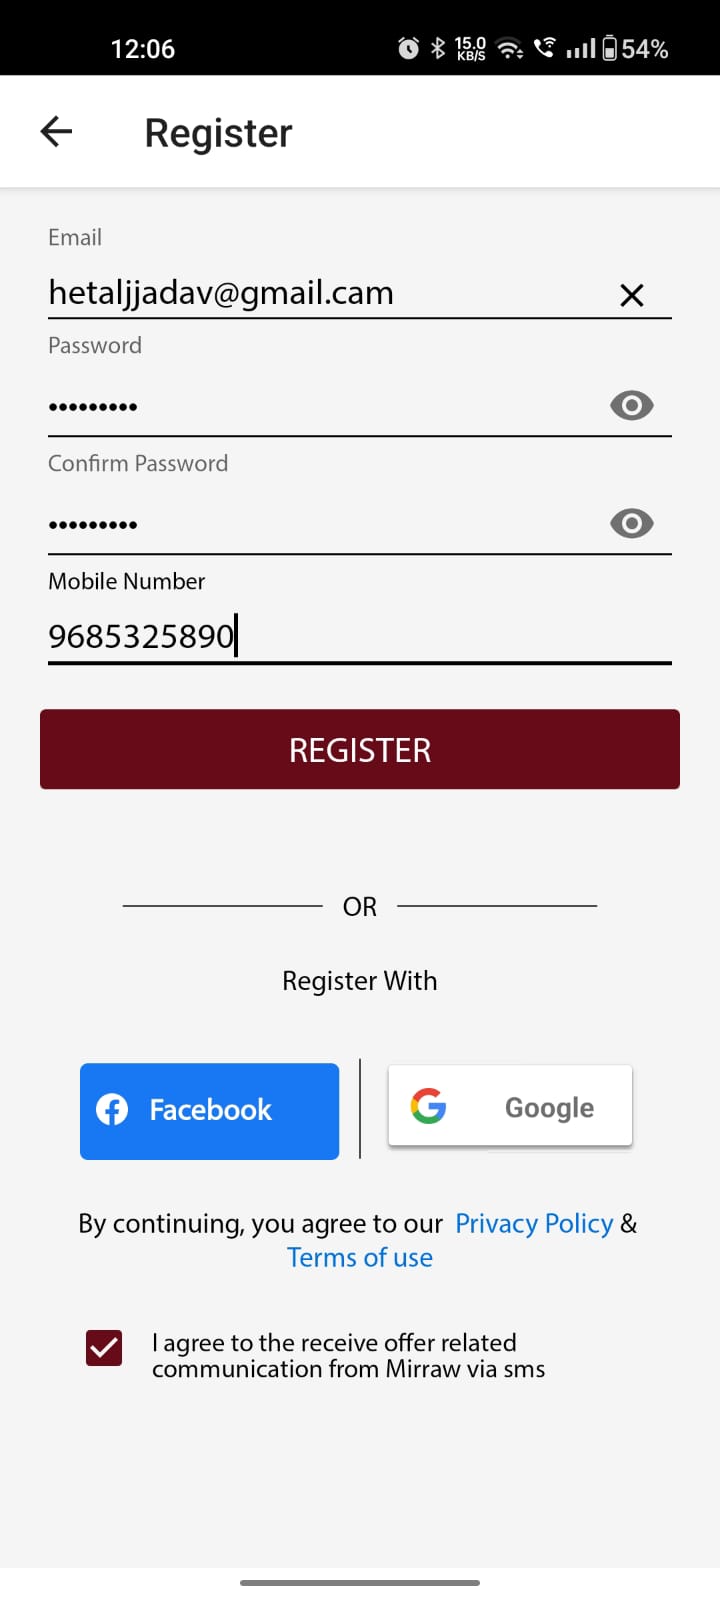 12:06 15.0 KB/S 54%
Register
Email
hetaljjadav@gmail.cam
Password
•••••••••
Confirm Password
•••••••••
Mobile Number
9685325890
REGISTER
OR
Register With
Facebook Google
By continuing, you agree to our Privacy Policy &
Terms of use
I agree to the receive offer related
communication from Mirraw via sms